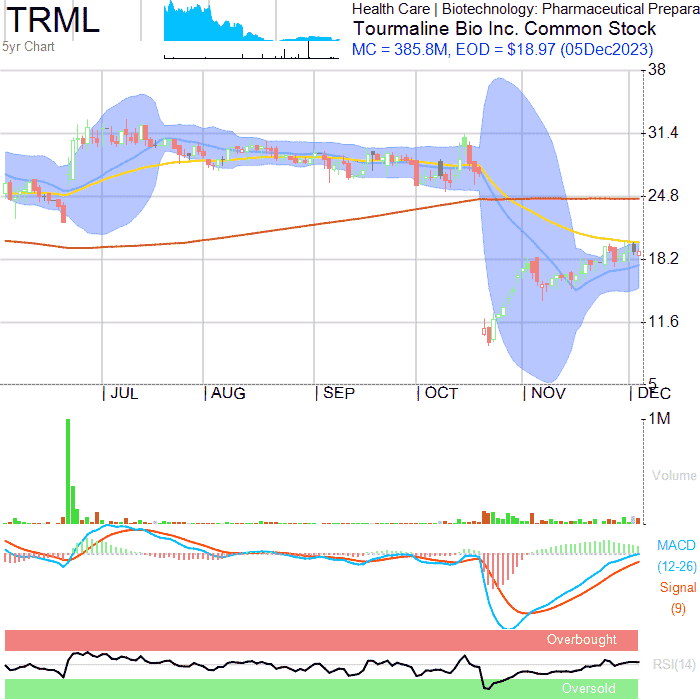 TRML
5yr Chart
Health Care | Biotechnology: Pharmaceutical Prepara
Tourmaline Bio Inc. Common Stock
MC = 385.8M, EOD = $18.97 (05Dec2023)
38
31.4
24.8
18.2
11.6
5
JUL AUG SEP OCT NOV DEC
1M
Volume
MACD
(12-26)
Signal
(9)
Overbought
RSI(14)
Oversold